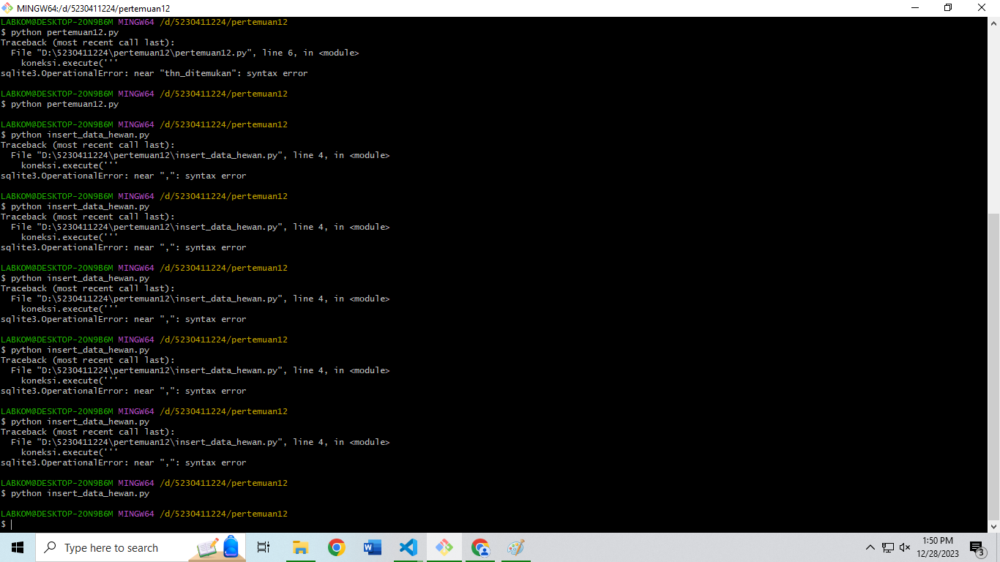 MINGW64:/d/5230411224/pertemuan12
LABKOM@DESKTOP-2ON9B6M MINGW64 /d/5230411224/pertemuan12
$ python pertemuan12.py
Traceback (most recent call last):
  File "D:\5230411224\pertemuan12\pertemuan12.py", line 6, in <module>
    koneksi.execute('''
sqlite3.OperationalError: near "thn_ditemukan": syntax error

LABKOM@DESKTOP-2ON9B6M MINGW64 /d/5230411224/pertemuan12
$ python pertemuan12.py

LABKOM@DESKTOP-2ON9B6M MINGW64 /d/5230411224/pertemuan12
$ python insert_data_hewan.py
Traceback (most recent call last):
  File "D:\5230411224\pertemuan12\insert_data_hewan.py", line 4, in <module>
    koneksi.execute('''
sqlite3.OperationalError: near ",": syntax error

LABKOM@DESKTOP-2ON9B6M MINGW64 /d/5230411224/pertemuan12
$ python insert_data_hewan.py
Traceback (most recent call last):
  File "D:\5230411224\pertemuan12\insert_data_hewan.py", line 4, in <module>
    koneksi.execute('''
sqlite3.OperationalError: near ",": syntax error

LABKOM@DESKTOP-2ON9B6M MINGW64 /d/5230411224/pertemuan12
$ python insert_data_hewan.py
Traceback (most recent call last):
  File "D:\5230411224\pertemuan12\insert_data_hewan.py", line 4, in <module>
    koneksi.execute('''
sqlite3.OperationalError: near ",": syntax error

LABKOM@DESKTOP-2ON9B6M MINGW64 /d/5230411224/pertemuan12
$ python insert_data_hewan.py
Traceback (most recent call last):
  File "D:\5230411224\pertemuan12\insert_data_hewan.py", line 4, in <module>
    koneksi.execute('''
sqlite3.OperationalError: near ",": syntax error

LABKOM@DESKTOP-2ON9B6M MINGW64 /d/5230411224/pertemuan12
$ python insert_data_hewan.py
Traceback (most recent call last):
  File "D:\5230411224\pertemuan12\insert_data_hewan.py", line 4, in <module>
    koneksi.execute('''
sqlite3.OperationalError: near ",": syntax error

LABKOM@DESKTOP-2ON9B6M MINGW64 /d/5230411224/pertemuan12
$ python insert_data_hewan.py

LABKOM@DESKTOP-2ON9B6M MINGW64 /d/5230411224/pertemuan12
$
Type here to search
1:50 PM
12/28/2023
3